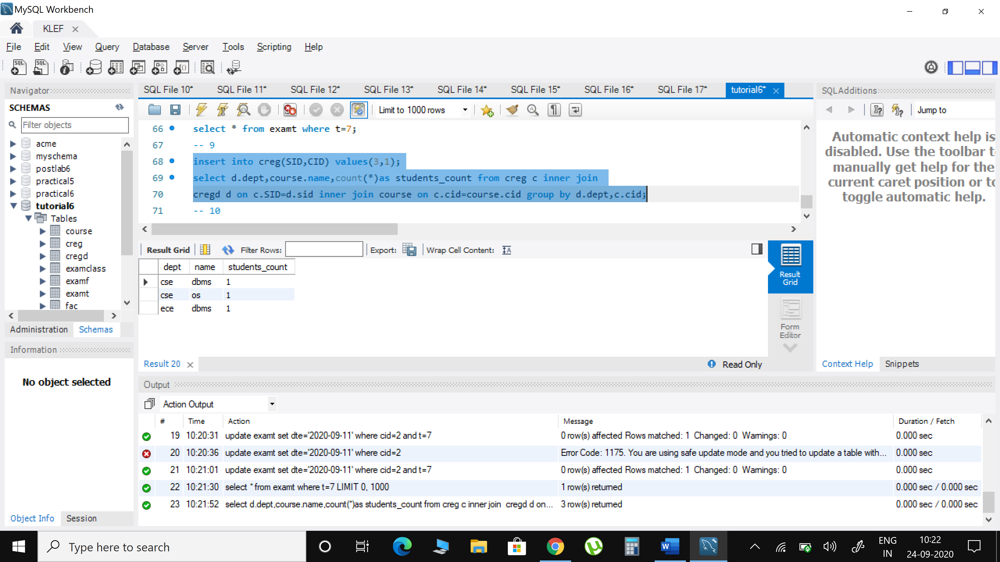 MySQL Workbench
KLEF
File Edit View Query Database Server Tools Scripting Help
Navigator
SCHEMAS
Filter objects
acme
myschema
postlab6
practical5
practical6
tutorial6
Tables
course
creg
cregd
examclass
examf
examt
fac
Administration Schemas
Information
No object selected
Object Info Session
SQL File 10* SQL File 11* SQL File 12* SQL File 13* SQL File 14* SQL File 15* SQL File 16* SQL File 17* tutorial6*
Limit to 1000 rows
66 select * from examt where t=7;
67 -- 9
68 insert into creg(SID,CID) values(3,1);
69 select d.dept,course.name,count(*)as students_count from creg c inner join
70 cregd d on c.SID=d.sid inner join course on c.cid=course.cid group by d.dept,c.cid;
71 -- 10
Result Grid Filter Rows: Export: Wrap Cell Content:
dept name students_count
cse dbms 1
cse os 1
ece dbms 1
Result Grid
Form Editor
Result 20 Read Only
SQLAdditions
Jump to
Automatic context help is
disabled. Use the toolbar t
manually get help for the
current caret position or to
toggle automatic help.
Context Help Snippets
Output
Action Output
# Time Action Message Duration / Fetch
19 10:20:31 update examt set dte='2020-09-11' where cid=2 and t=7 0 row(s) affected Rows matched: 1 Changed: 0 Warnings: 0 0.000 sec
20 10:20:36 update examt set dte='2020-09-11' where cid=2 Error Code: 1175. You are using safe update mode and you tried to update a table with... 0.000 sec
21 10:21:01 update examt set dte='2020-09-11' where cid=2 and t=7 0 row(s) affected Rows matched: 1 Changed: 0 Warnings: 0 0.000 sec
22 10:21:30 select * from examt where t=7 LIMIT 0, 1000 1 row(s) returned 0.000 sec / 0.000 sec
23 10:21:52 select d.dept,course.name,count(*)as students_count from creg c inner join cregd d on... 3 row(s) returned 0.000 sec / 0.000 sec
Type here to search
ENG
IN
10:22
24-09-2020